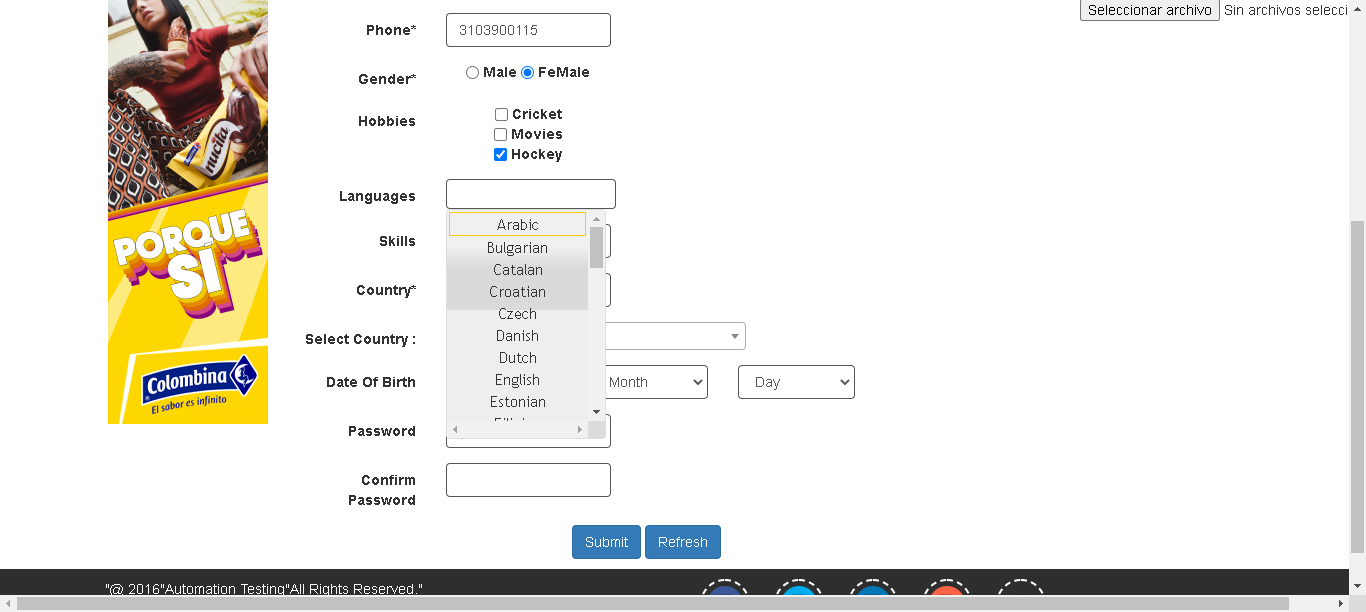 Seleccionar archivo Sin archivos selecci
Phone* 3103900115
Gender* Male FeMale
Hobbies Cricket
Movies
Hockey
Languages
Arabic
Skills
Bulgarian
Catalan
Country* Croatian
Czech
Select Country : Danish
Dutch
Date Of Birth English Month Day
Estonian
Password
Confirm
Password
Submit Refresh
nucita
PORQUE
SÍ
Colombina
El sabor es infinito
"@ 2016"Automation Testing"All Rights Reserved."